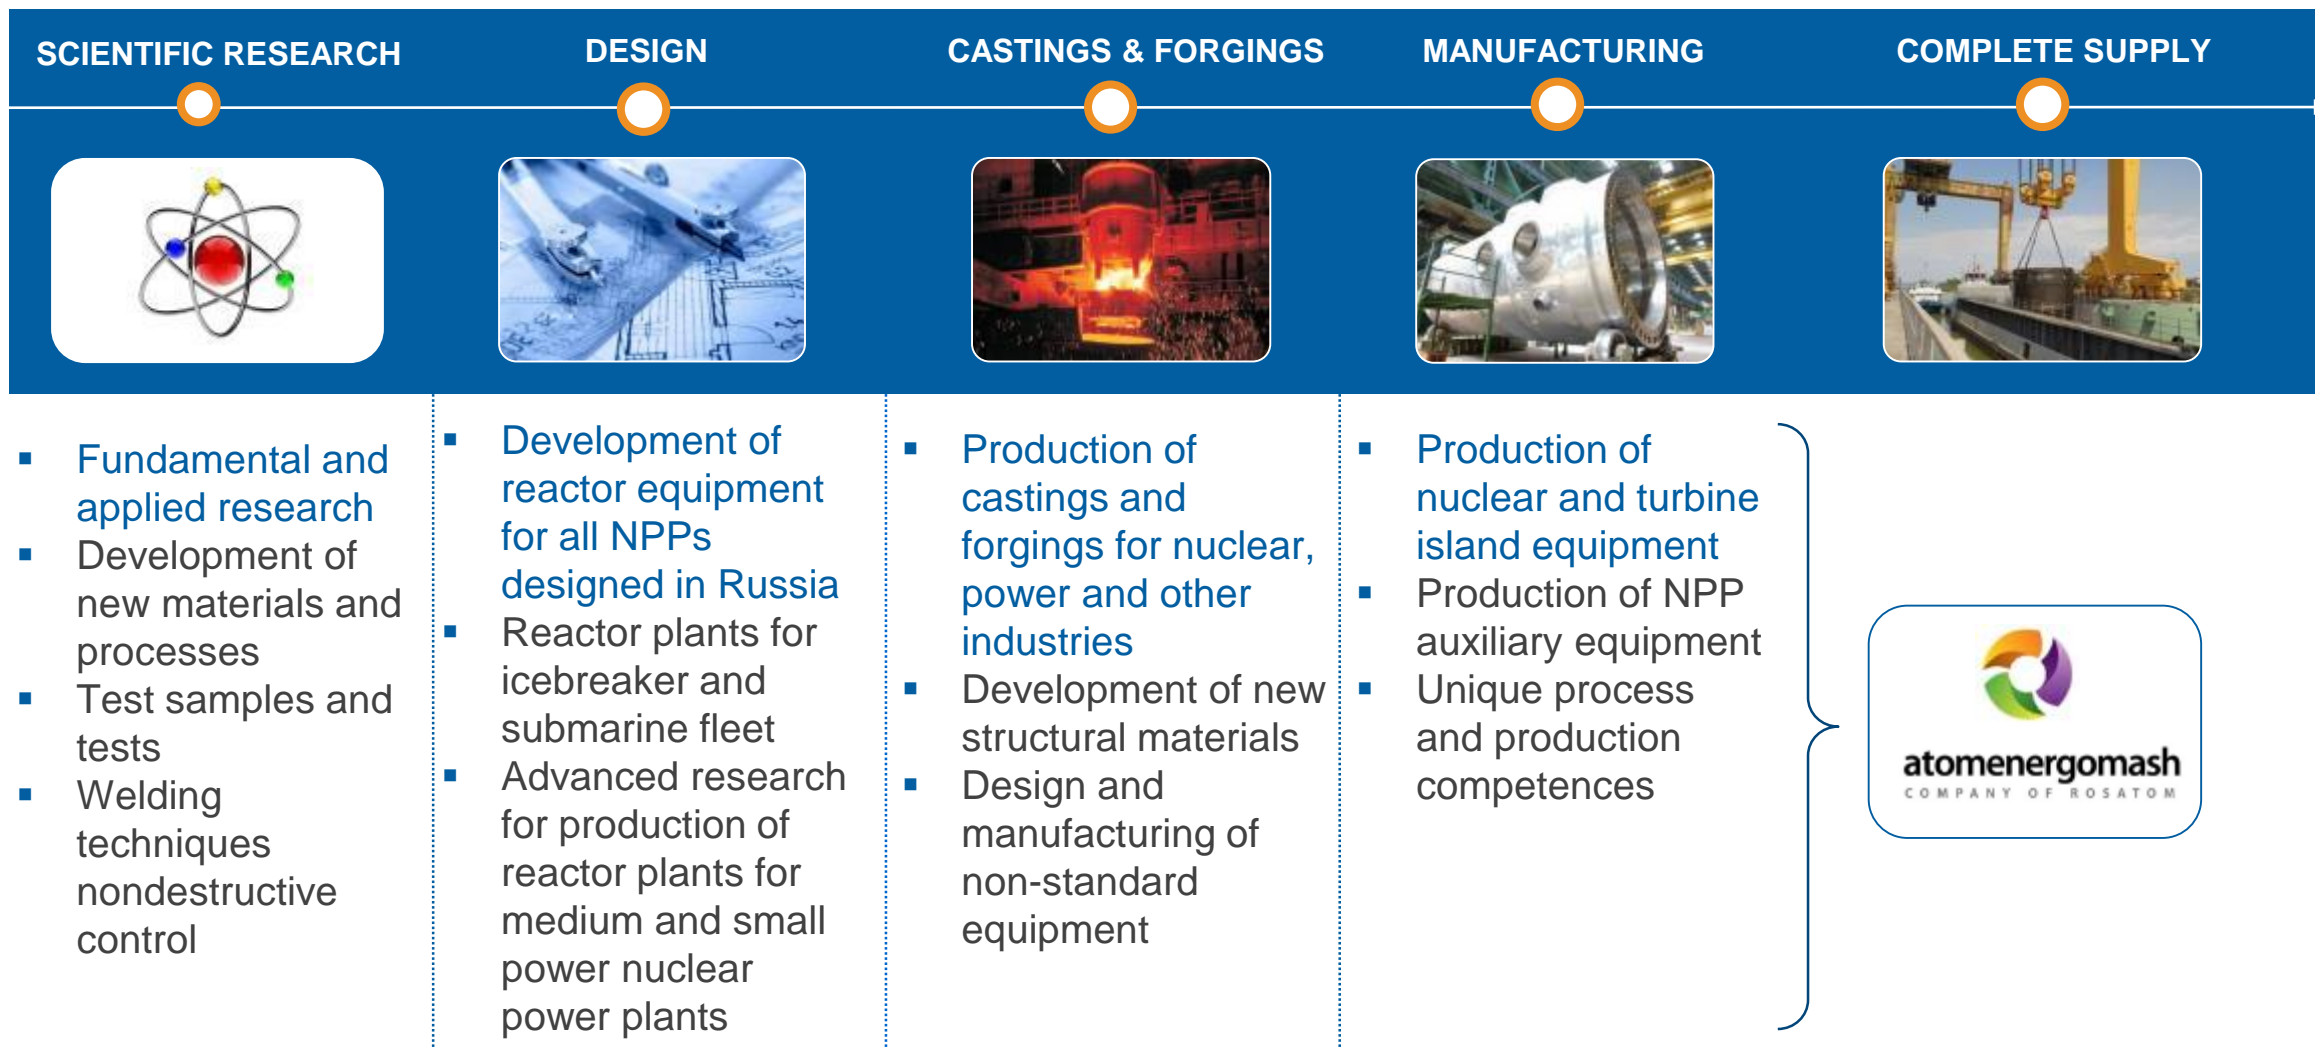 SCIENTIFIC RESEARCH
DESIGN
CASTINGS & FORGINGS
MANUFACTURING
COMPLETE SUPPLY
▪ Fundamental and
applied research
▪ Development of
new materials and
processes
▪ Test samples and
tests
▪ Welding
techniques
nondestructive
control
▪ Development of
reactor equipment
for all NPPs
designed in Russia
▪ Reactor plants for
icebreaker and
submarine fleet
▪ Advanced research
for production of
reactor plants for
medium and small
power nuclear
power plants
▪ Production of
castings and
forgings for nuclear,
power and other
industries
▪ Development of new
structural materials
▪ Design and
manufacturing of
non-standard
equipment
▪ Production of
nuclear and turbine
island equipment
▪ Production of NPP
auxiliary equipment
▪ Unique process
and production
competences
atomenergomash
COMPANY OF ROSATOM